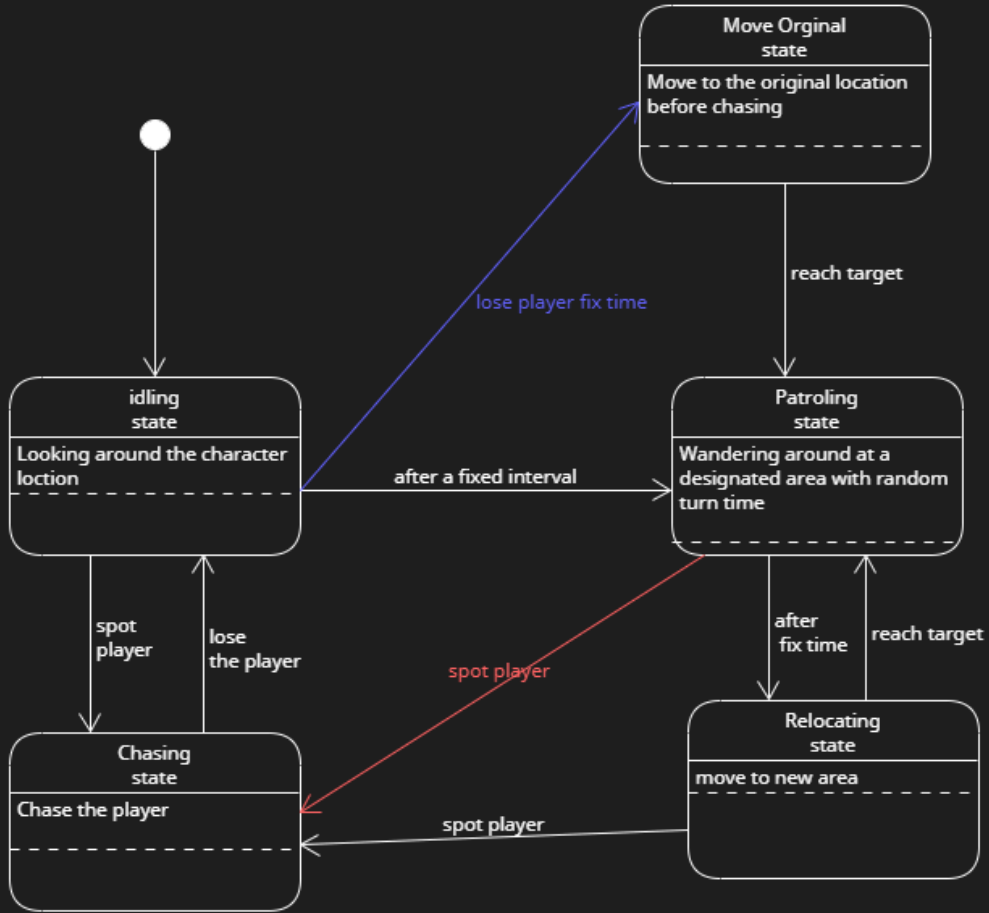 Move Orginal
state
Move to the original location
before chasing
reach target
lose player fix time
idling
state
Looking around the character
loction
after a fixed interval
Patroling
state
Wandering around at a
designated area with random
turn time
spot
player
lose
the player
spot player
after
fix time
reach target
Chasing
state
Chase the player
spot player
Relocating
state
move to new area